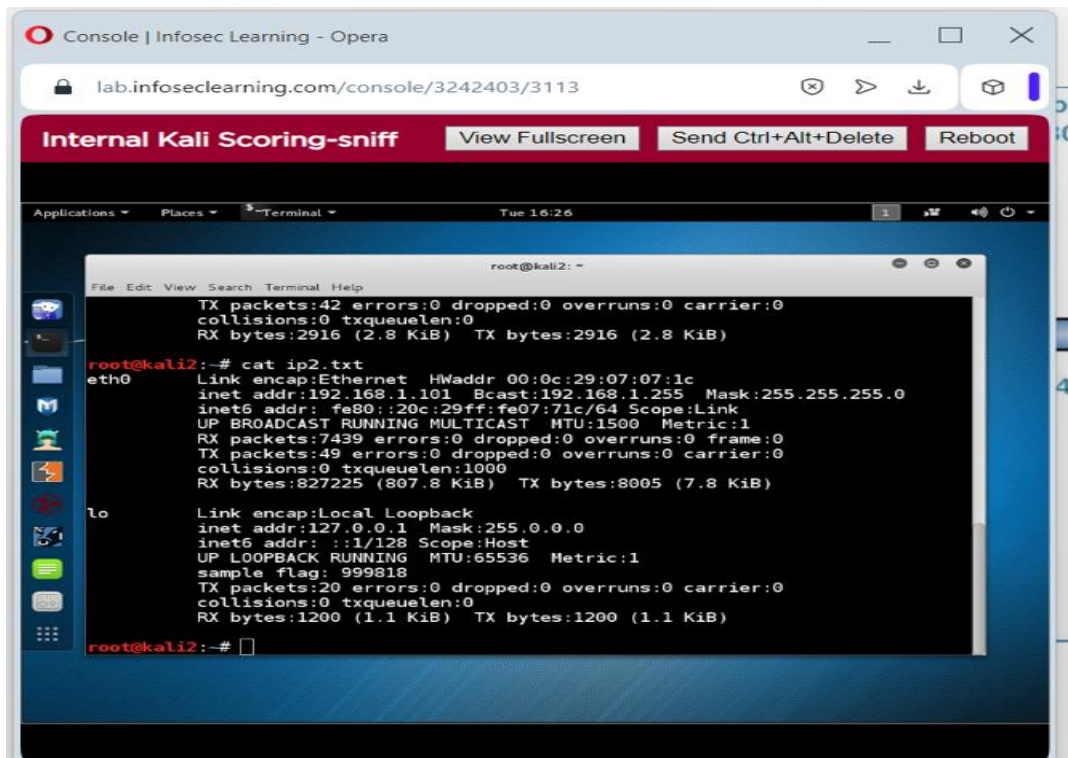 Console | Infosec Learning - Opera
lab.infoseclearning.com/console/3242403/3113
Internal Kali Scoring-sniff View Fullscreen Send Ctrl+Alt+Delete Reboot
Applications Places Terminal Tue 16:26 1
root@kali2: ~
File Edit View Search Terminal Help
TX packets:42 errors:0 dropped:0 overruns:0 carrier:0
collisions:0 txqueuelen:0
RX bytes:2916 (2.8 KiB) TX bytes:2916 (2.8 KiB)
root@kali2:~# cat ip2.txt
eth0 Link encap:Ethernet HWaddr 00:0c:29:07:07:1c
inet addr:192.168.1.101 Bcast:192.168.1.255 Mask:255.255.255.0
inet6 addr: fe80::20c:29ff:fe07:71c/64 Scope:Link
UP BROADCAST RUNNING MULTICAST MTU:1500 Metric:1
RX packets:7439 errors:0 dropped:0 overruns:0 frame:0
TX packets:49 errors:0 dropped:0 overruns:0 carrier:0
collisions:0 txqueuelen:1000
RX bytes:827225 (807.8 KiB) TX bytes:8005 (7.8 KiB)
lo Link encap:Local Loopback
inet addr:127.0.0.1 Mask:255.0.0.0
inet6 addr: ::1/128 Scope:Host
UP LOOPBACK RUNNING MTU:65536 Metric:1
sample flag: 999818
TX packets:20 errors:0 dropped:0 overruns:0 carrier:0
collisions:0 txqueuelen:0
RX bytes:1200 (1.1 KiB) TX bytes:1200 (1.1 KiB)
root@kali2:~#